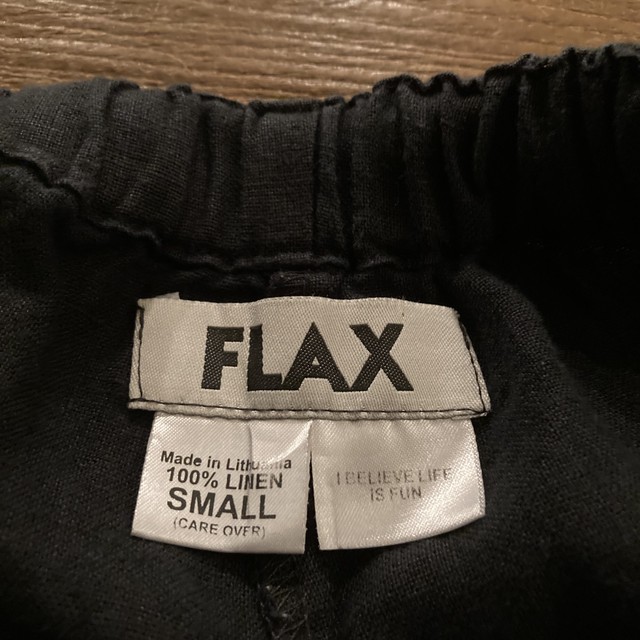 FLAX
Made in Lithuania
100% LINEN
SMALL
(CARE OVER)
I BELIEVE LIFE
IS FUN